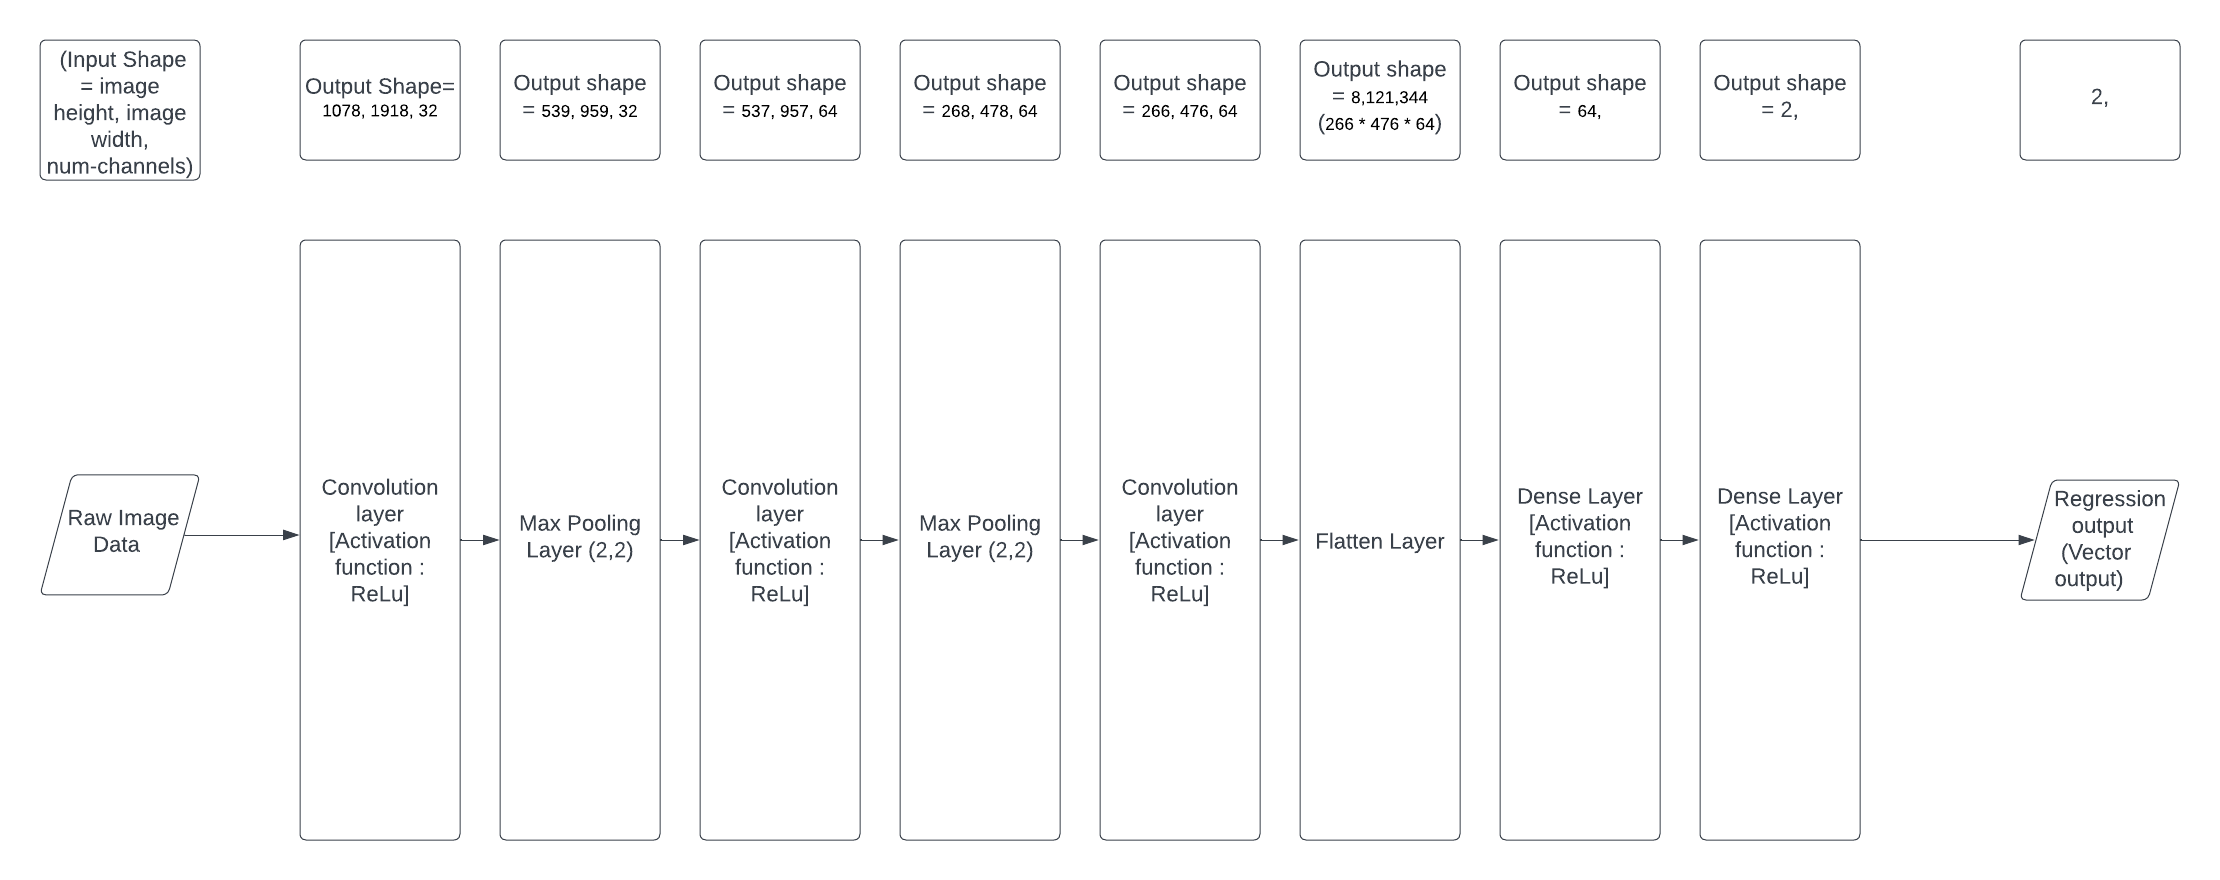 (Input Shape
= image
height, image
width,
num-channels)
Output Shape=
1078, 1918, 32
Output shape
= 539, 959, 32
Output shape
= 537, 957, 64
Output shape
= 268, 478, 64
Output shape
= 266, 476, 64
Output shape
= 8,121,344
(266 * 476 * 64)
Output shape
= 64,
Output shape
= 2,
2,
Raw Image
Data
Convolution
layer
[Activation
function :
ReLu]
Max Pooling
Layer (2,2)
Convolution
layer
[Activation
function :
ReLu]
Max Pooling
Layer (2,2)
Convolution
layer
[Activation
function :
ReLu]
Flatten Layer
Dense Layer
[Activation
function :
ReLu]
Dense Layer
[Activation
function :
ReLu]
Regression
output
(Vector
output)